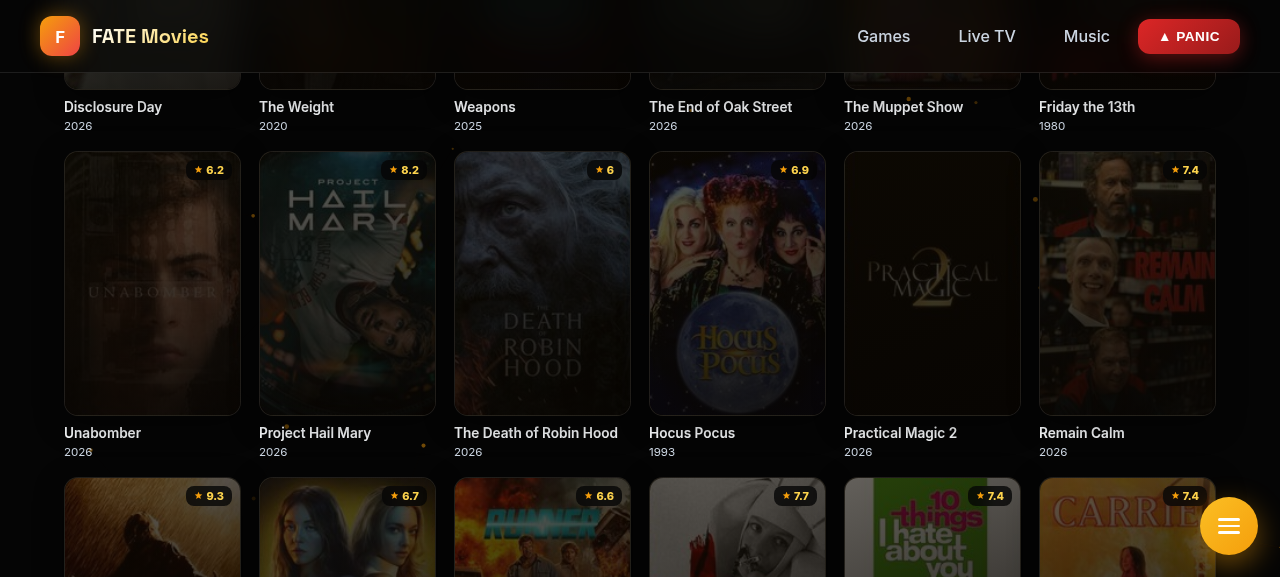 F FATE Movies Games Live TV Music ▲ PANIC
Disclosure Day The Weight Weapons The End of Oak Street The Muppet Show Friday the 13th
2026 2020 2025 2026 2026 1980
★ 6.2 ★ 8.2 ★ 6 ★ 6.9 ★ 7.4
PROJECT
HAIL
MARY
UNABOMBER
PRACTICAL
MAGIC
2
REMAIN
CALM
THE
DEATH
OF
ROBIN
HOOD
HOCUS
POCUS
Unabomber Project Hail Mary The Death of Robin Hood Hocus Pocus Practical Magic 2 Remain Calm
2026 2026 2026 1993 2026 2026
★ 9.3 ★ 6.7 ★ 6.6 ★ 7.7 ★ 7.4 ★ 7.4
RUNNER
10
things
I hate
about
you
CARRIE